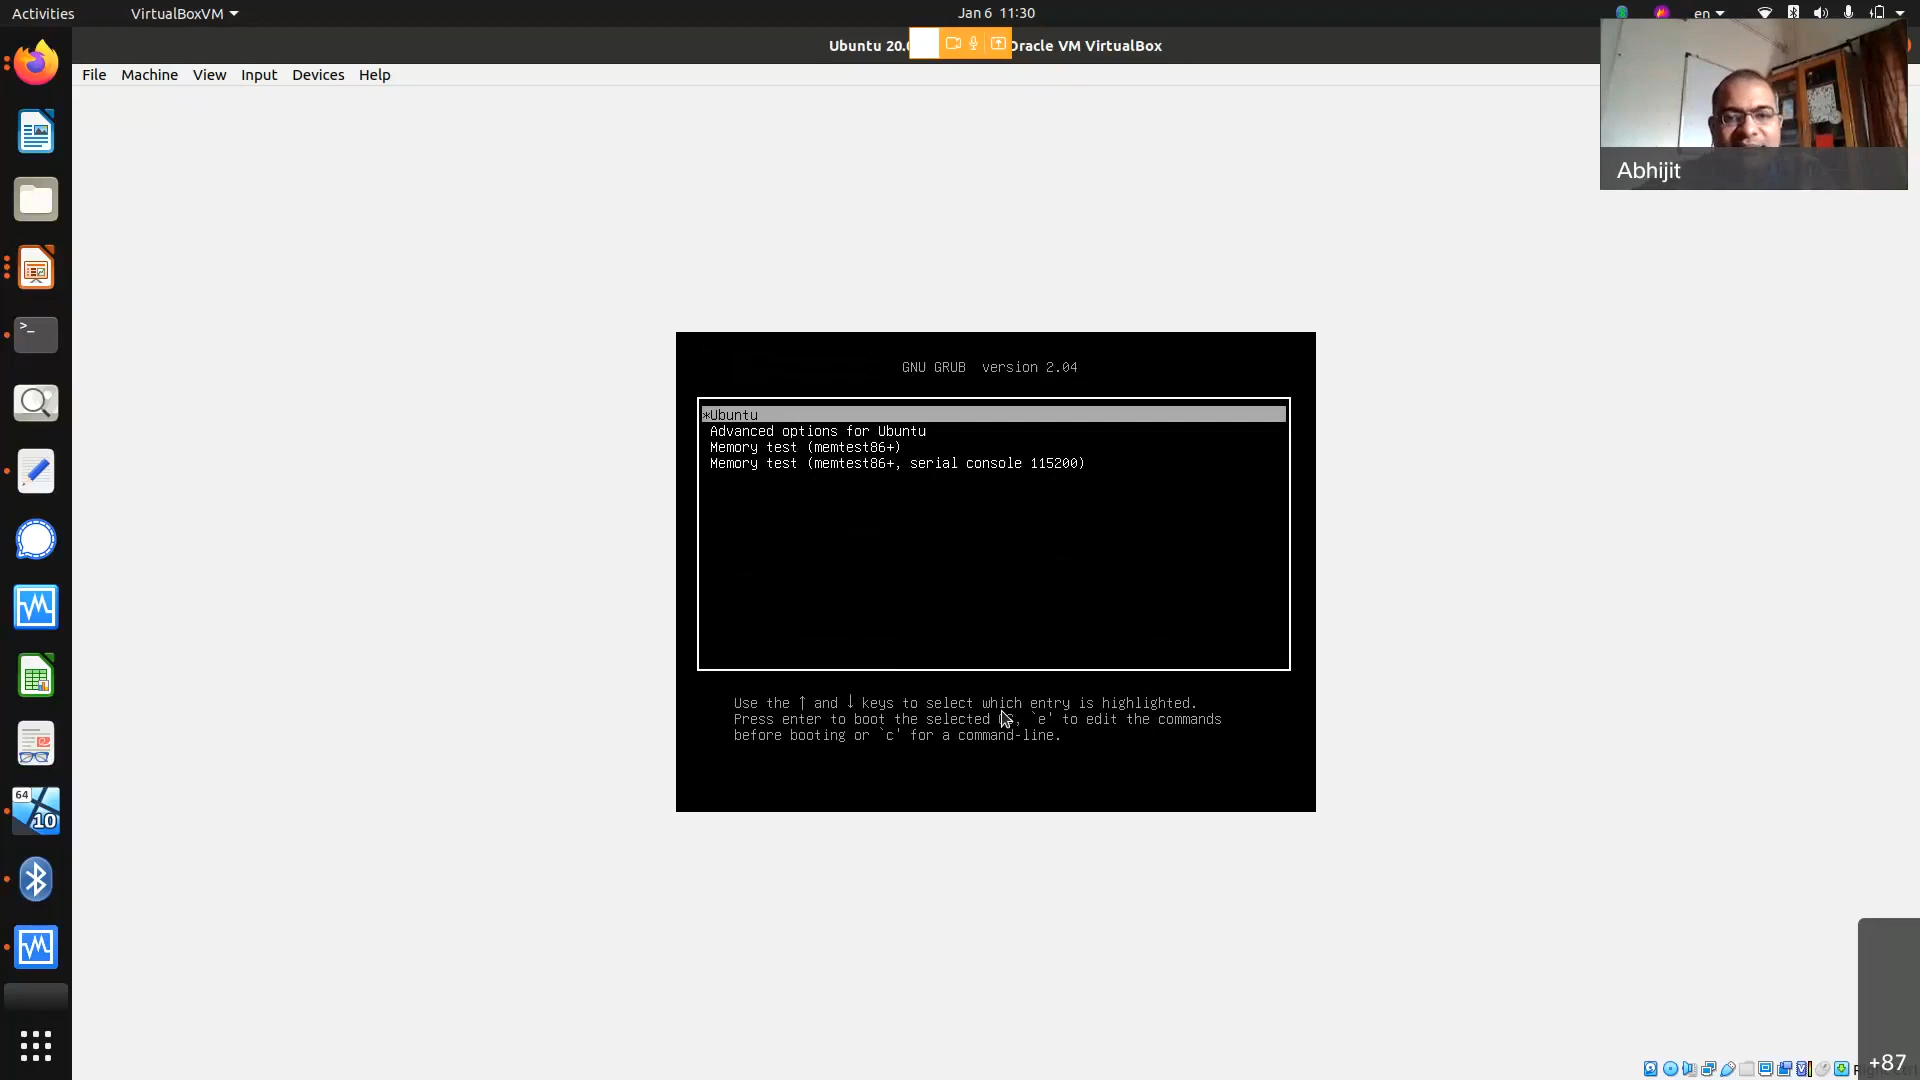 Activities
VirtualBoxVM
Jan 6 11:30
en
Ubuntu 20.
Oracle VM VirtualBox
File Machine View Input Devices Help
Abhijit
GNU GRUB version 2.04
*Ubuntu
Advanced options for Ubuntu
Memory test (memtest86+)
Memory test (memtest86+, serial console 115200)
Use the ↑ and ↓ keys to select which entry is highlighted.
Press enter to boot the selected OS, `e' to edit the commands
before booting or `c' for a command-line.
>_
64
10
+87